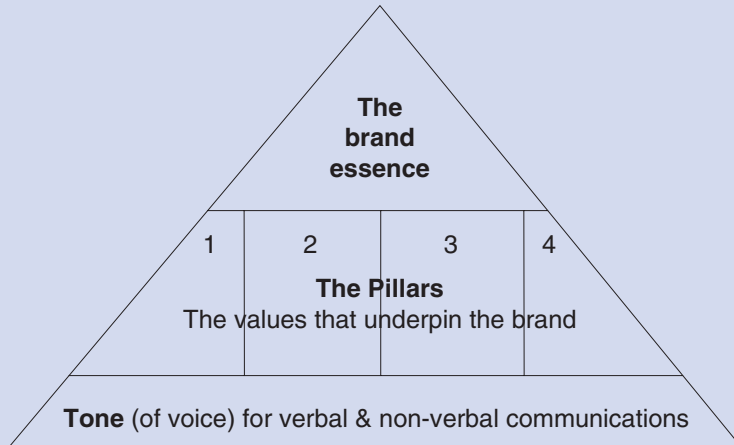 The
brand
essence
1 2 3 4
The Pillars
The values that underpin the brand
Tone (of voice) for verbal & non-verbal communications